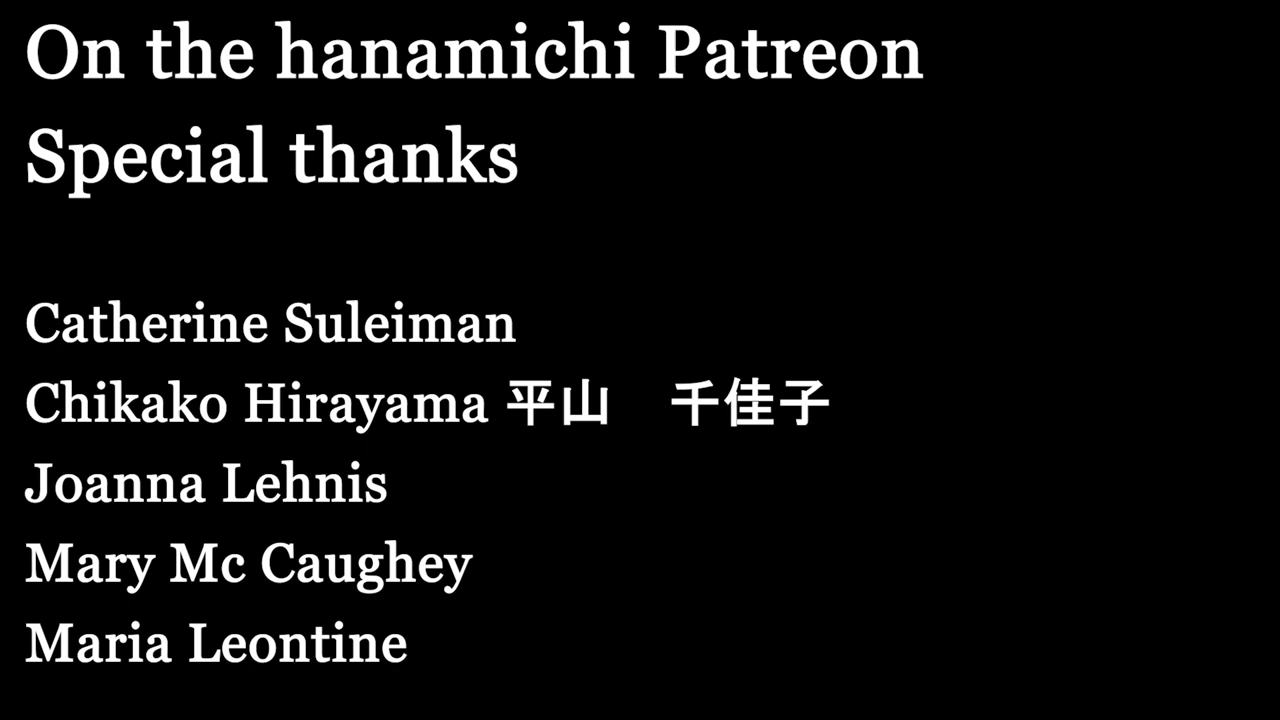 On the hanamichi Patreon
Special thanks
Catherine Suleiman
Chikako Hirayama 平山　千佳子
Joanna Lehnis
Mary Mc Caughey
Maria Leontine